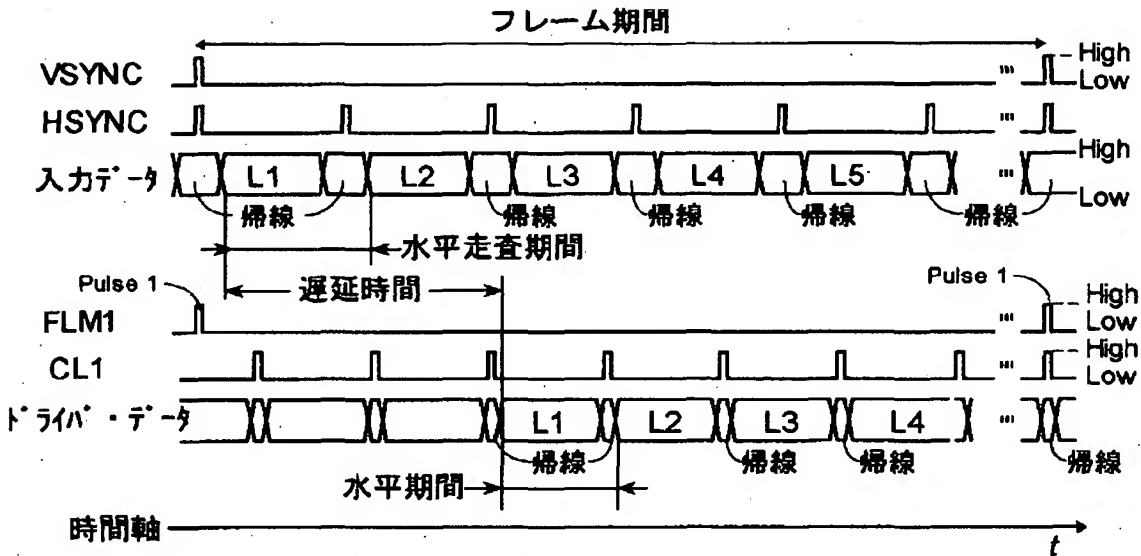 フレーム期間
VSYNC
High
Low
...
HSYNC
...
入力データ
L1
L2
L3
L4
L5
...
High
Low
帰線
帰線
帰線
帰線
帰線
水平走査期間
遅延時間
Pulse 1
Pulse 1
FLM1
...
High
Low
CL1
...
High
Low
ドライバ・データ
L1
L2
L3
L4
...
帰線
帰線
帰線
帰線
水平期間
時間軸
t